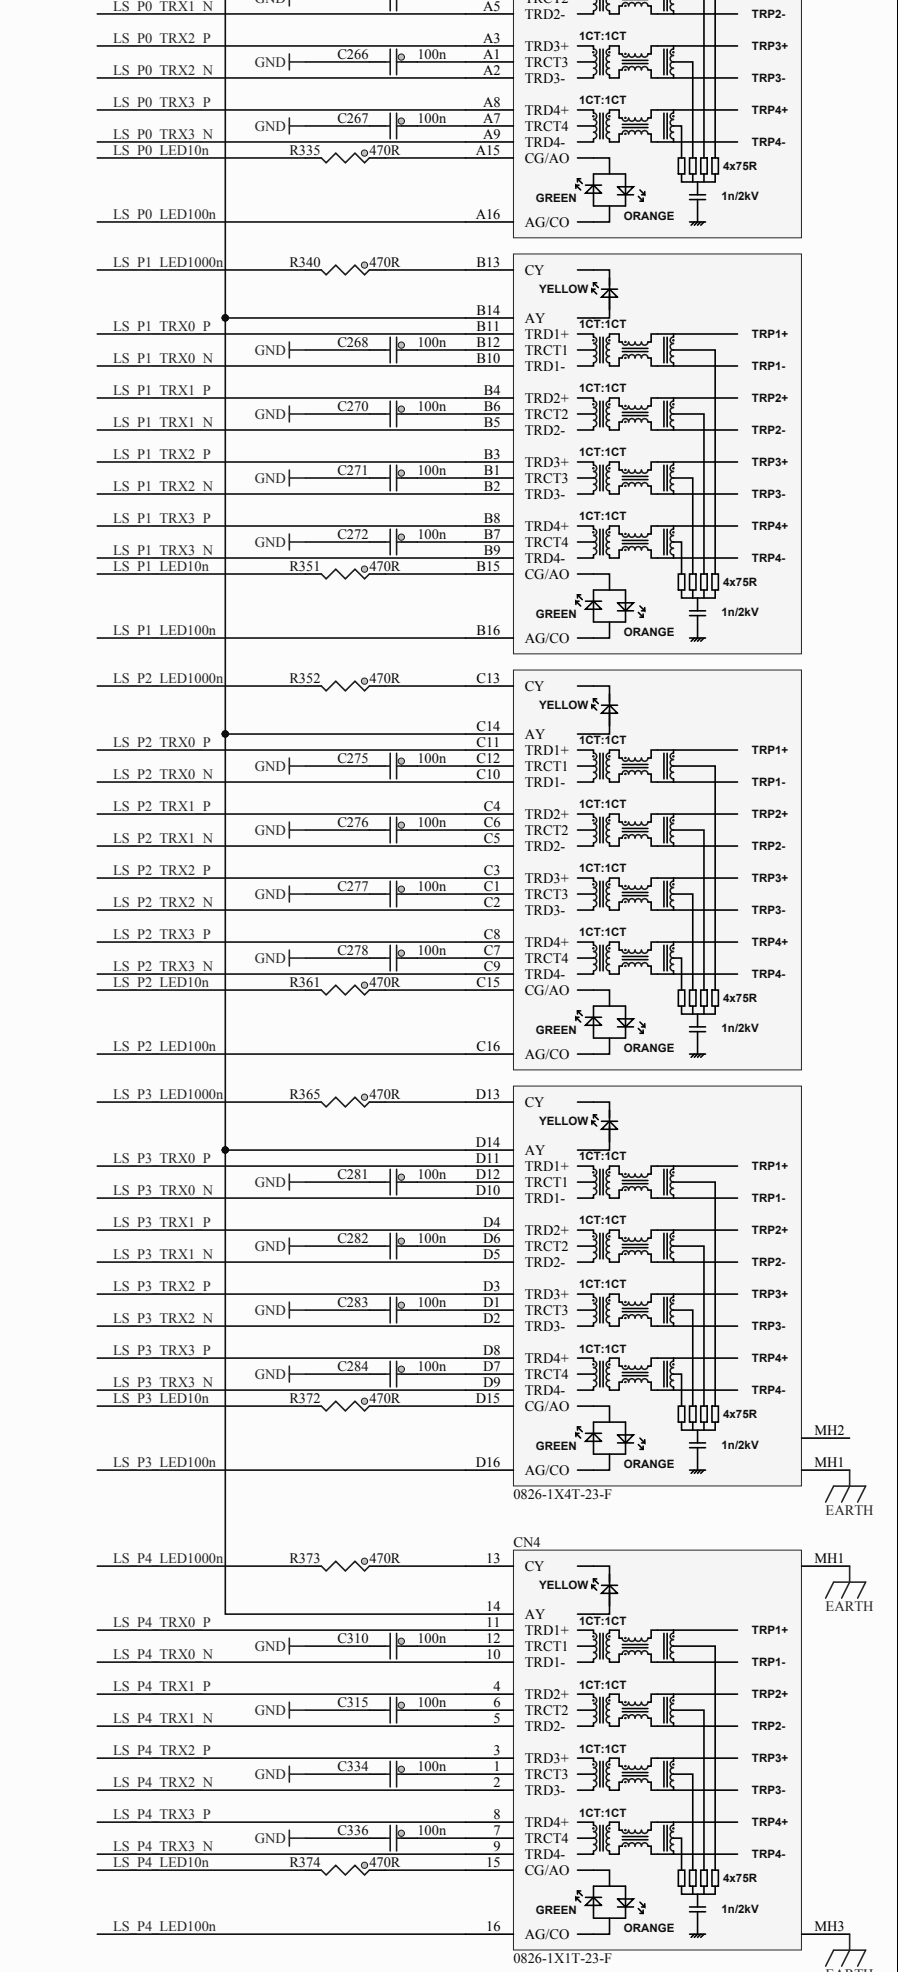 LS_P0_TRX1_N A5 TRD2- TRP2-
LS_P0_TRX2_P A3 TRD3+ 1CT:1CT TRP3+
GND C266 100n A1 TRCT3
LS_P0_TRX2_N A2 TRD3- TRP3-
LS_P0_TRX3_P A8 TRD4+ 1CT:1CT TRP4+
GND C267 100n A7 TRCT4
LS_P0_TRX3_N A9 TRD4- TRP4-
LS_P0_LED10n R335 470R A15 CG/AO 4x75R
GREEN 1n/2kV
ORANGE
LS_P0_LED100n A16 AG/CO
LS_P1_LED1000n R340 470R B13 CY
YELLOW
B14 AY
LS_P1_TRX0_P B11 TRD1+ 1CT:1CT TRP1+
GND C268 100n B12 TRCT1
LS_P1_TRX0_N B10 TRD1- TRP1-
LS_P1_TRX1_P B4 TRD2+ 1CT:1CT TRP2+
GND C270 100n B6 TRCT2
LS_P1_TRX1_N B5 TRD2- TRP2-
LS_P1_TRX2_P B3 TRD3+ 1CT:1CT TRP3+
GND C271 100n B1 TRCT3
LS_P1_TRX2_N B2 TRD3- TRP3-
LS_P1_TRX3_P B8 TRD4+ 1CT:1CT TRP4+
GND C272 100n B7 TRCT4
LS_P1_TRX3_N B9 TRD4- TRP4-
LS_P1_LED10n R351 470R B15 CG/AO 4x75R
GREEN 1n/2kV
ORANGE
LS_P1_LED100n B16 AG/CO
LS_P2_LED1000n R352 470R C13 CY
YELLOW
C14 AY
LS_P2_TRX0_P C11 TRD1+ 1CT:1CT TRP1+
GND C275 100n C12 TRCT1
LS_P2_TRX0_N C10 TRD1- TRP1-
LS_P2_TRX1_P C4 TRD2+ 1CT:1CT TRP2+
GND C276 100n C6 TRCT2
LS_P2_TRX1_N C5 TRD2- TRP2-
LS_P2_TRX2_P C3 TRD3+ 1CT:1CT TRP3+
GND C277 100n C1 TRCT3
LS_P2_TRX2_N C2 TRD3- TRP3-
LS_P2_TRX3_P C8 TRD4+ 1CT:1CT TRP4+
GND C278 100n C7 TRCT4
LS_P2_TRX3_N C9 TRD4- TRP4-
LS_P2_LED10n R361 470R C15 CG/AO 4x75R
GREEN 1n/2kV
ORANGE
LS_P2_LED100n C16 AG/CO
LS_P3_LED1000n R365 470R D13 CY
YELLOW
D14 AY
LS_P3_TRX0_P D11 TRD1+ 1CT:1CT TRP1+
GND C281 100n D12 TRCT1
LS_P3_TRX0_N D10 TRD1- TRP1-
LS_P3_TRX1_P D4 TRD2+ 1CT:1CT TRP2+
GND C282 100n D6 TRCT2
LS_P3_TRX1_N D5 TRD2- TRP2-
LS_P3_TRX2_P D3 TRD3+ 1CT:1CT TRP3+
GND C283 100n D1 TRCT3
LS_P3_TRX2_N D2 TRD3- TRP3-
LS_P3_TRX3_P D8 TRD4+ 1CT:1CT TRP4+
GND C284 100n D7 TRCT4
LS_P3_TRX3_N D9 TRD4- TRP4-
LS_P3_LED10n R372 470R D15 CG/AO 4x75R
MH2
GREEN 1n/2kV
ORANGE
LS_P3_LED100n D16 AG/CO MH1
0826-1X4T-23-F
EARTH
CN4
LS_P4_LED1000n R373 470R 13 CY MH1
YELLOW
EARTH
14 AY
LS_P4_TRX0_P 11 TRD1+ 1CT:1CT TRP1+
GND C310 100n 12 TRCT1
LS_P4_TRX0_N 10 TRD1- TRP1-
LS_P4_TRX1_P 4 TRD2+ 1CT:1CT TRP2+
GND C315 100n 6 TRCT2
LS_P4_TRX1_N 5 TRD2- TRP2-
LS_P4_TRX2_P 3 TRD3+ 1CT:1CT TRP3+
GND C334 100n 1 TRCT3
LS_P4_TRX2_N 2 TRD3- TRP3-
LS_P4_TRX3_P 8 TRD4+ 1CT:1CT TRP4+
GND C336 100n 7 TRCT4
LS_P4_TRX3_N 9 TRD4- TRP4-
LS_P4_LED10n R374 470R 15 CG/AO 4x75R
GREEN 1n/2kV
ORANGE
LS_P4_LED100n 16 AG/CO MH3
0826-1X1T-23-F